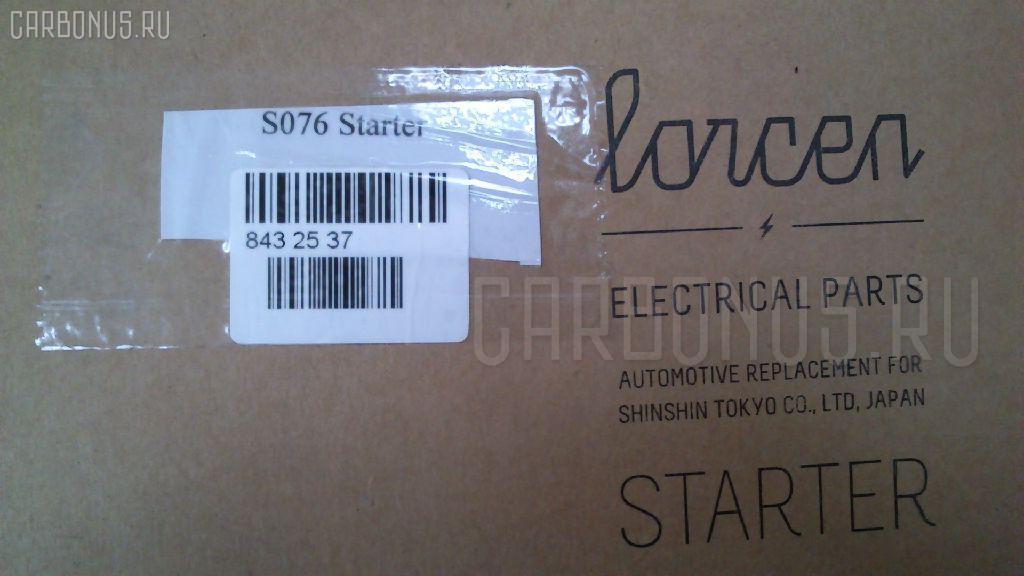 CARBONUS.RU
S076 Starter
843 25 37
lorcen
ELECTRICAL PARTS
CARBONUS.RU
AUTOMOTIVE REPLACEMENT FOR
SHINSHIN TOKYO CO., LTD, JAPAN
STARTER